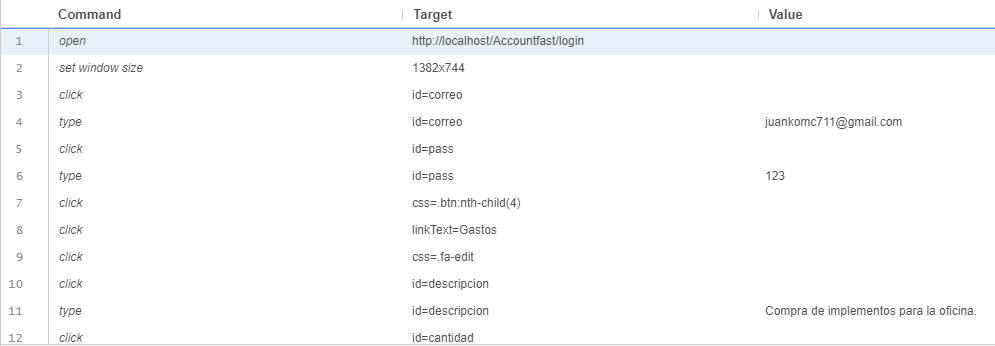 Command Target Value
1 open http://localhost/Accountfast/login
2 set window size 1382x744
3 click id=correo
4 type id=correo juankomc711@gmail.com
5 click id=pass
6 type id=pass 123
7 click css=.btn:nth-child(4)
8 click linkText=Gastos
9 click css=.fa-edit
10 click id=descripcion
11 type id=descripcion Compra de implementos para la oficina.
12 click id=cantidad